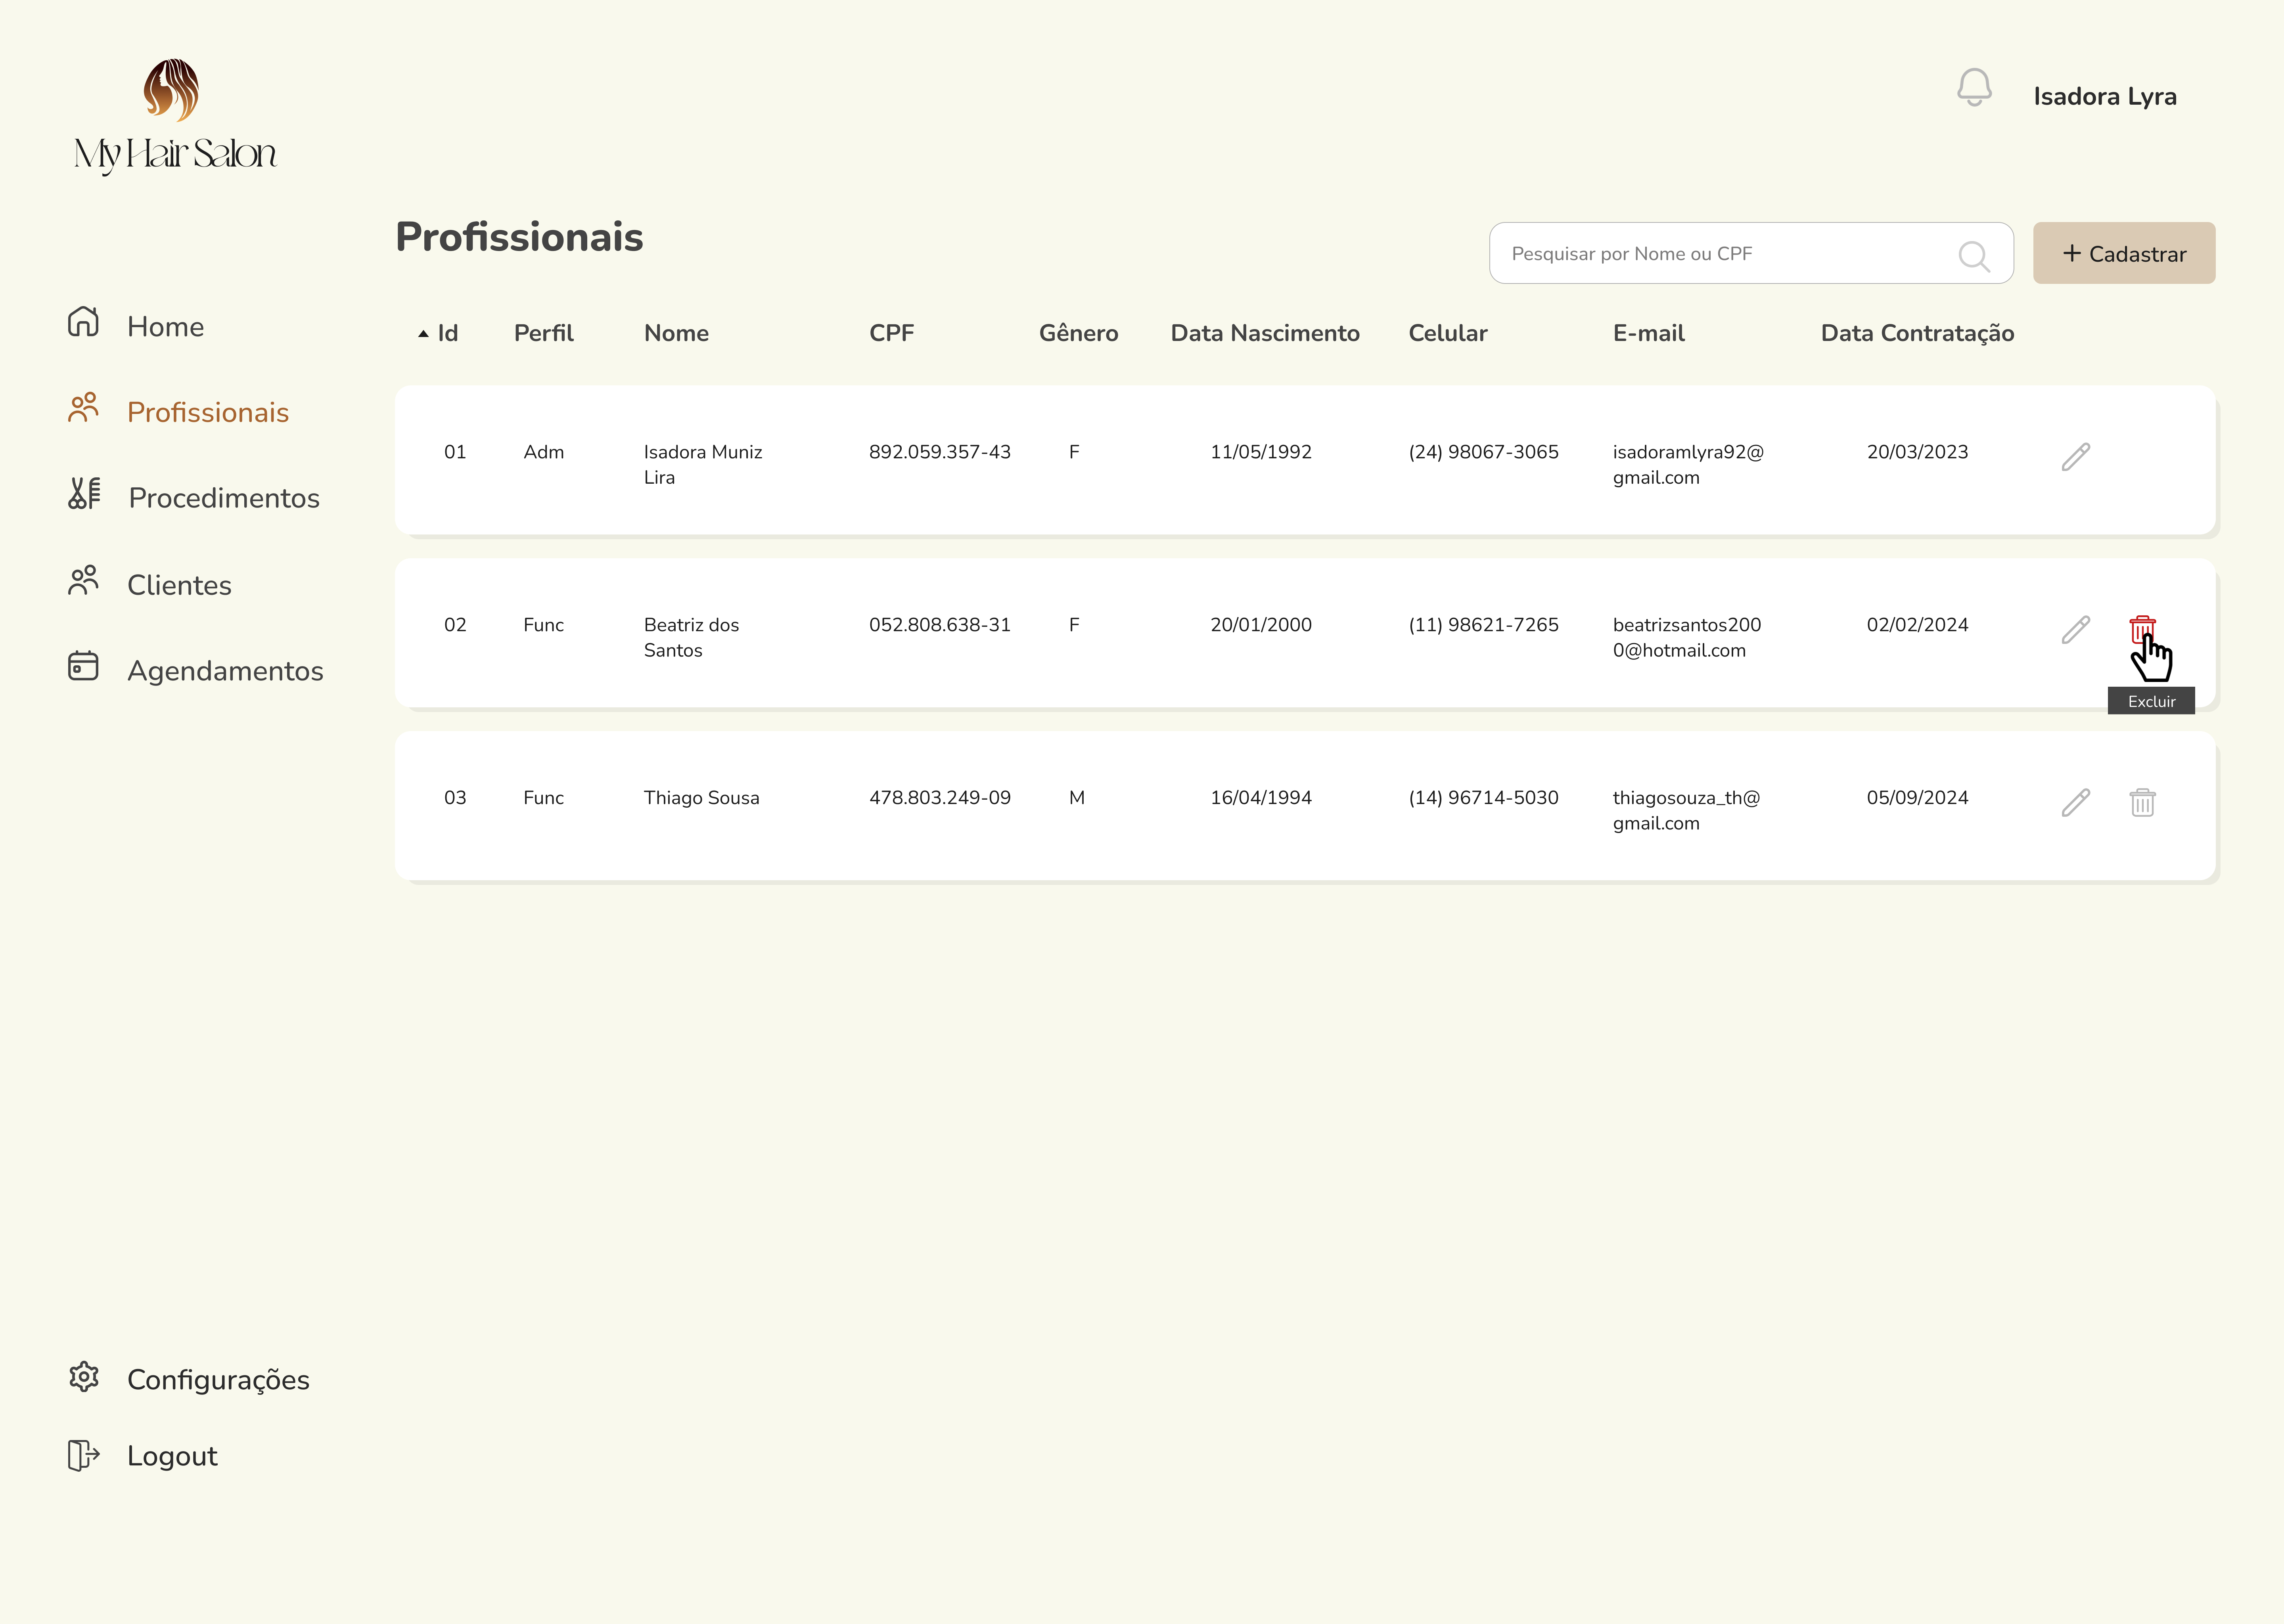 My Hair Salon
Isadora Lyra
Profissionais
Pesquisar por Nome ou CPF
+ Cadastrar
Home
Profissionais
Procedimentos
Clientes
Agendamentos
Configurações
Logout
Id Perfil Nome CPF Gênero Data Nascimento Celular E-mail Data Contratação
01 Adm Isadora Muniz 892.059.357-43 F 11/05/1992 (24) 98067-3065 isadoramlyra92@ 20/03/2023
Lira gmail.com
02 Func Beatriz dos 052.808.638-31 F 20/01/2000 (11) 98621-7265 beatrizsantos200 02/02/2024
Santos 0@hotmail.com
Excluir
03 Func Thiago Sousa 478.803.249-09 M 16/04/1994 (14) 96714-5030 thiagosouza_th@ 05/09/2024
gmail.com